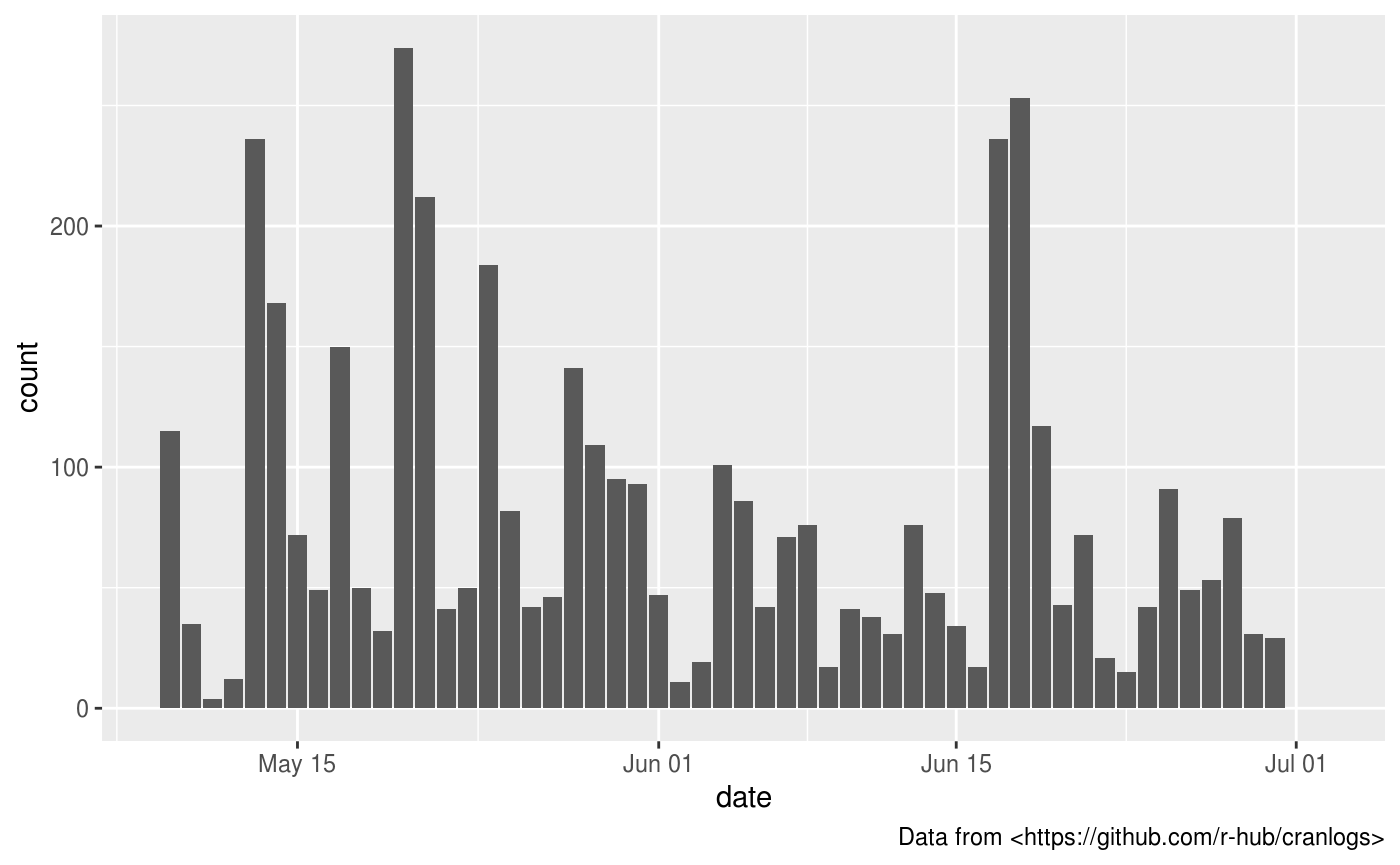 200
100
0
count
May 15
Jun 01
Jun 15
Jul 01
date
Data from <https://github.com/r-hub/cranlogs>